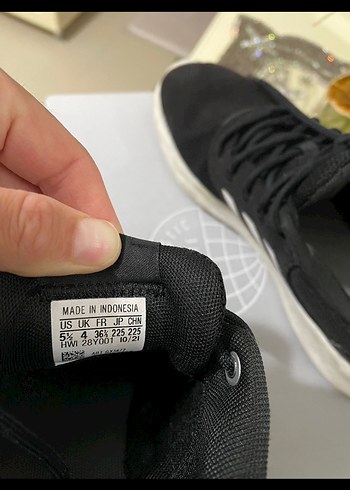 MADE IN INDONESIA
US UK FR JP CHN
5½ 4 36⅔ 225 225
HWI 28Y001 10/21